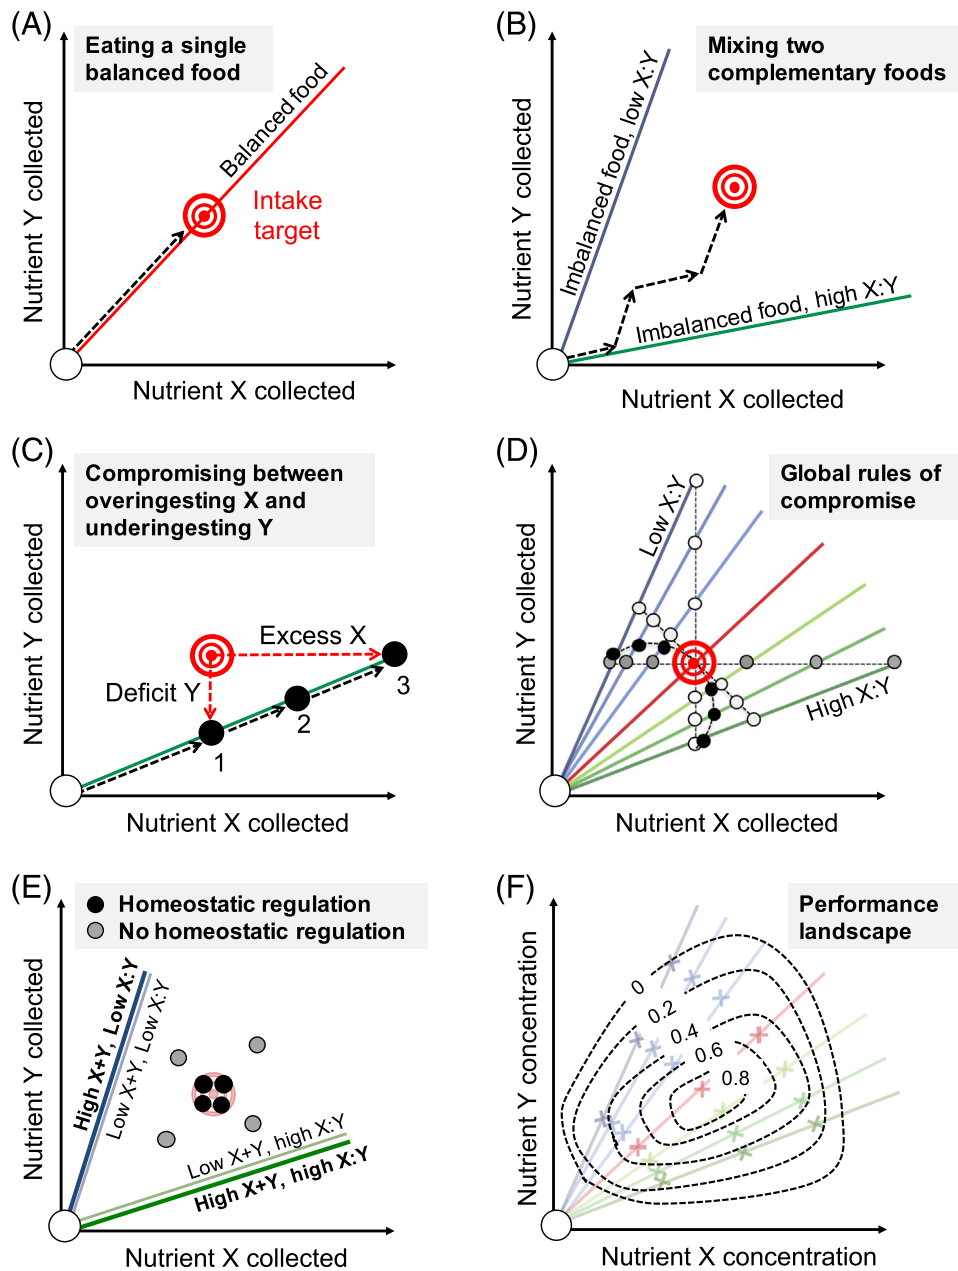 (A)
Eating a single
balanced food
Balanced food
Intake
target
Nutrient Y collected
Nutrient X collected
(B)
Mixing two
complementary foods
Imbalanced food, low X:Y
Imbalanced food, high X:Y
Nutrient Y collected
Nutrient X collected
(C)
Compromising between
overingesting X and
underingesting Y
Excess X
Deficit Y
1
2
3
Nutrient Y collected
Nutrient X collected
(D)
Global rules of
compromise
Low X:Y
High X:Y
Nutrient Y collected
Nutrient X collected
(E)
Homeostatic regulation
No homeostatic regulation
High X+Y, Low X:Y
Low X+Y, Low X:Y
Low X+Y, high X:Y
High X+Y, high X:Y
Nutrient Y collected
Nutrient X collected
(F)
Performance
landscape
0
0.2
0.4
0.6
0.8
Nutrient Y concentration
Nutrient X concentration